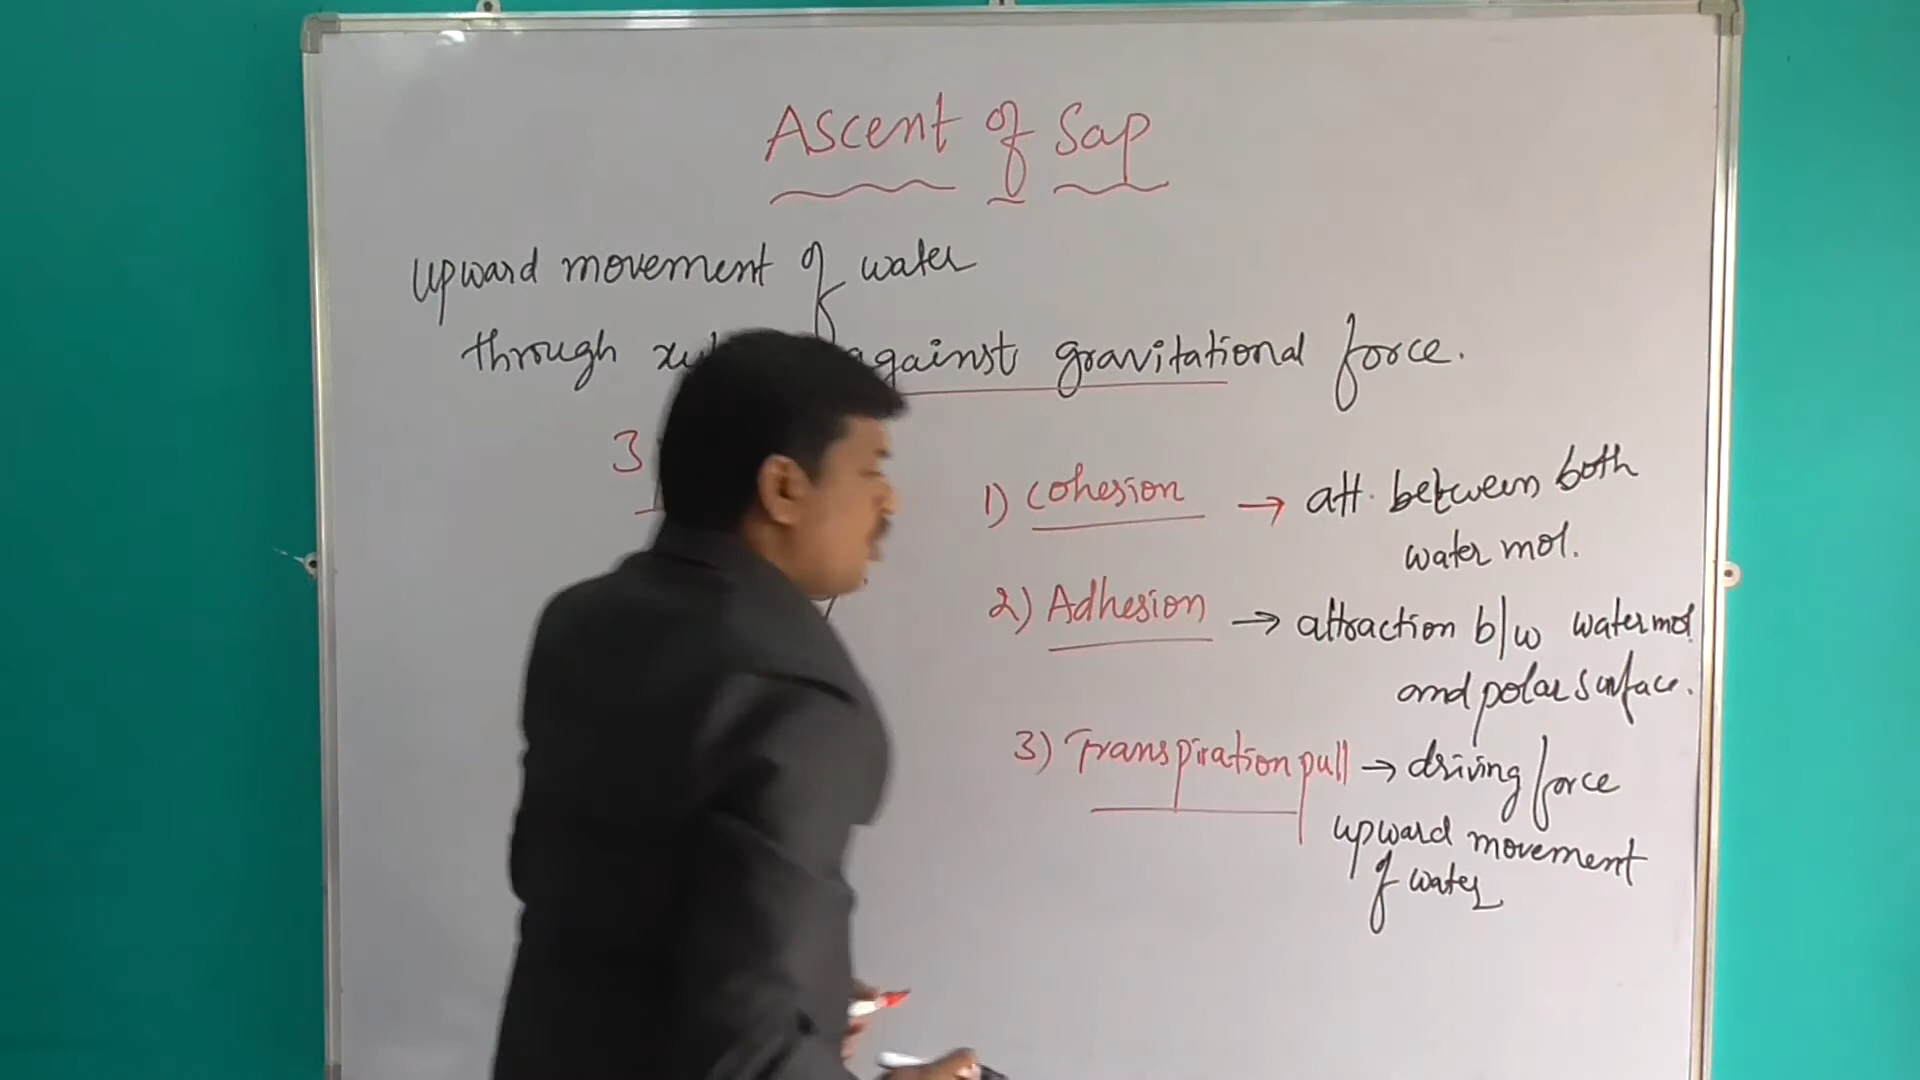 Ascent of Sap
upward movement of water
through against gravitational force.
3
1) Cohesion → att. between both
water mol.
2) Adhesion → attraction b/w water mol
and polar surface.
3) Transpiration pull → driving force
upward movement
of water